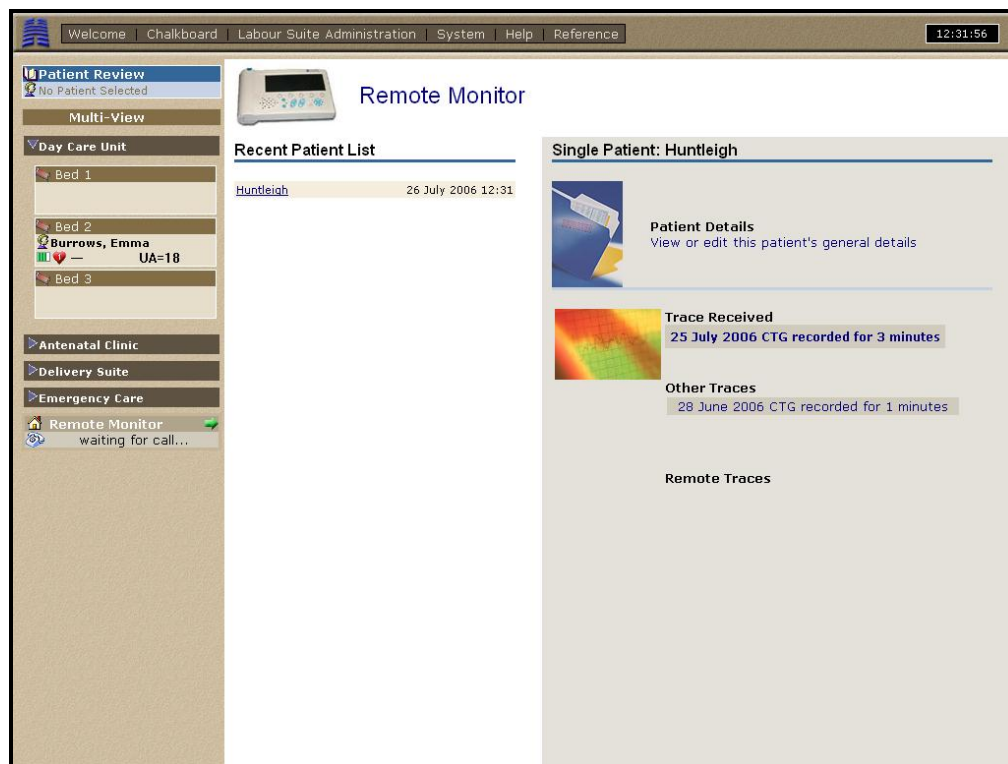 Welcome | Chalkboard | Labour Suite Administration | System | Help | Reference
12:31:56
Patient Review
No Patient Selected
Multi-View
Day Care Unit
Bed 1
Bed 2
Burrows, Emma
— UA=18
Bed 3
Antenatal Clinic
Delivery Suite
Emergency Care
Remote Monitor
waiting for call...
Remote Monitor
Recent Patient List
Huntleigh 26 July 2006 12:31
Single Patient: Huntleigh
Patient Details
View or edit this patient's general details
Trace Received
25 July 2006 CTG recorded for 3 minutes
Other Traces
28 June 2006 CTG recorded for 1 minutes
Remote Traces